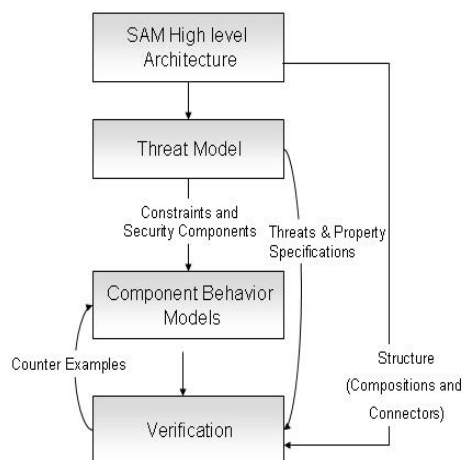 SAM High level
Architecture
Threat Model
Constraints and
Security Components
Threats & Property
Specifications
Component Behavior
Models
Counter Examples
Structure
(Compositions and
Connectors)
Verification